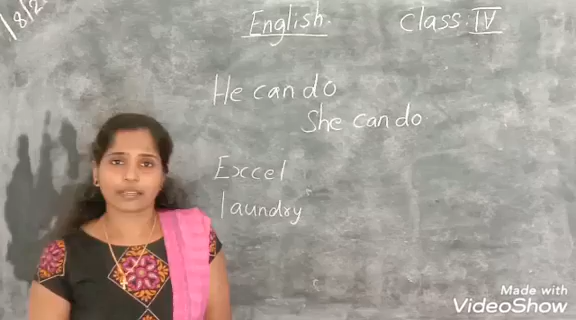 English. Class: IV
He can do
She can do
Excel
laundry
Made with
VideoShow